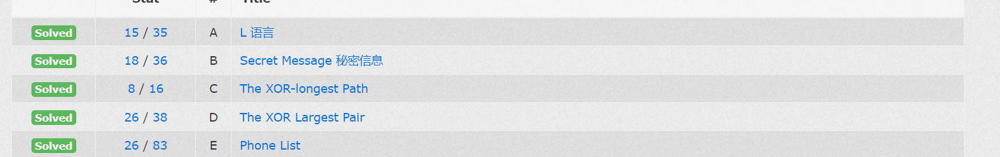 Stat # Title
Solved 15 / 35 A L 语言
Solved 18 / 36 B Secret Message 秘密信息
Solved 8 / 16 C The XOR-longest Path
Solved 26 / 38 D The XOR Largest Pair
Solved 26 / 83 E Phone List